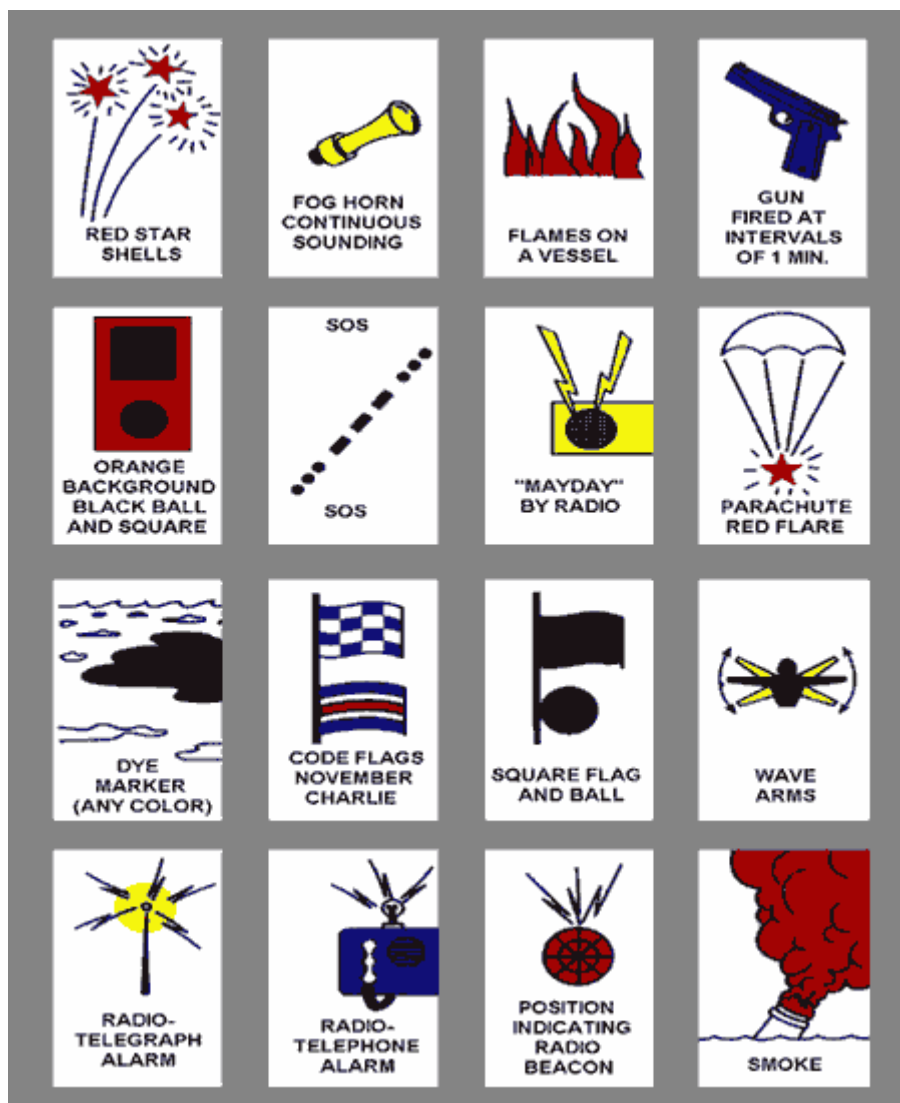 RED STAR
SHELLS
FOG HORN
CONTINUOUS
SOUNDING
FLAMES ON
A VESSEL
GUN
FIRED AT
INTERVALS
OF 1 MIN.
ORANGE
BACKGROUND
BLACK BALL
AND SQUARE
SOS
SOS
"MAYDAY"
BY RADIO
PARACHUTE
RED FLARE
DYE
MARKER
(ANY COLOR)
CODE FLAGS
NOVEMBER
CHARLIE
SQUARE FLAG
AND BALL
WAVE
ARMS
RADIO-
TELEGRAPH
ALARM
RADIO-
TELEPHONE
ALARM
POSITION
INDICATING
RADIO
BEACON
SMOKE